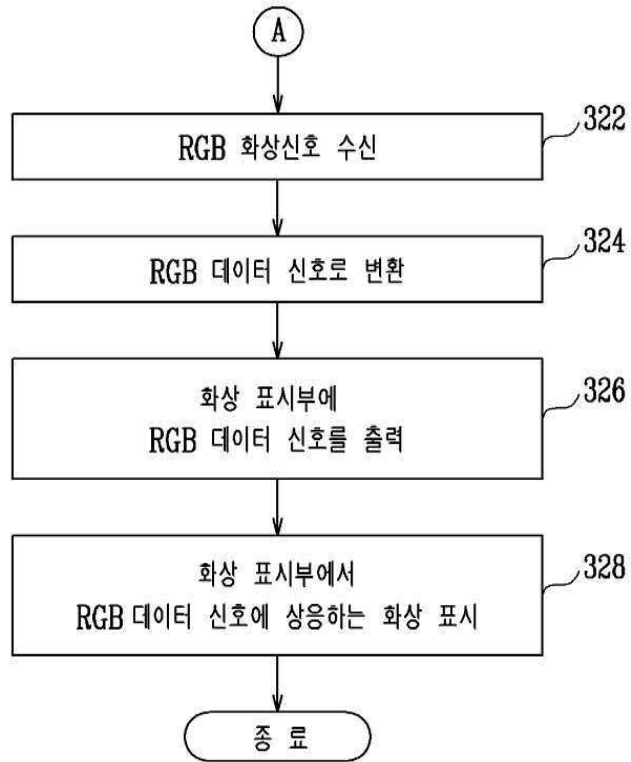 A
RGB 화상신호 수신
322
RGB 데이터 신호로 변환
324
화상 표시부에
RGB 데이터 신호를 출력
326
화상 표시부에서
RGB 데이터 신호에 상응하는 화상 표시
328
종 료